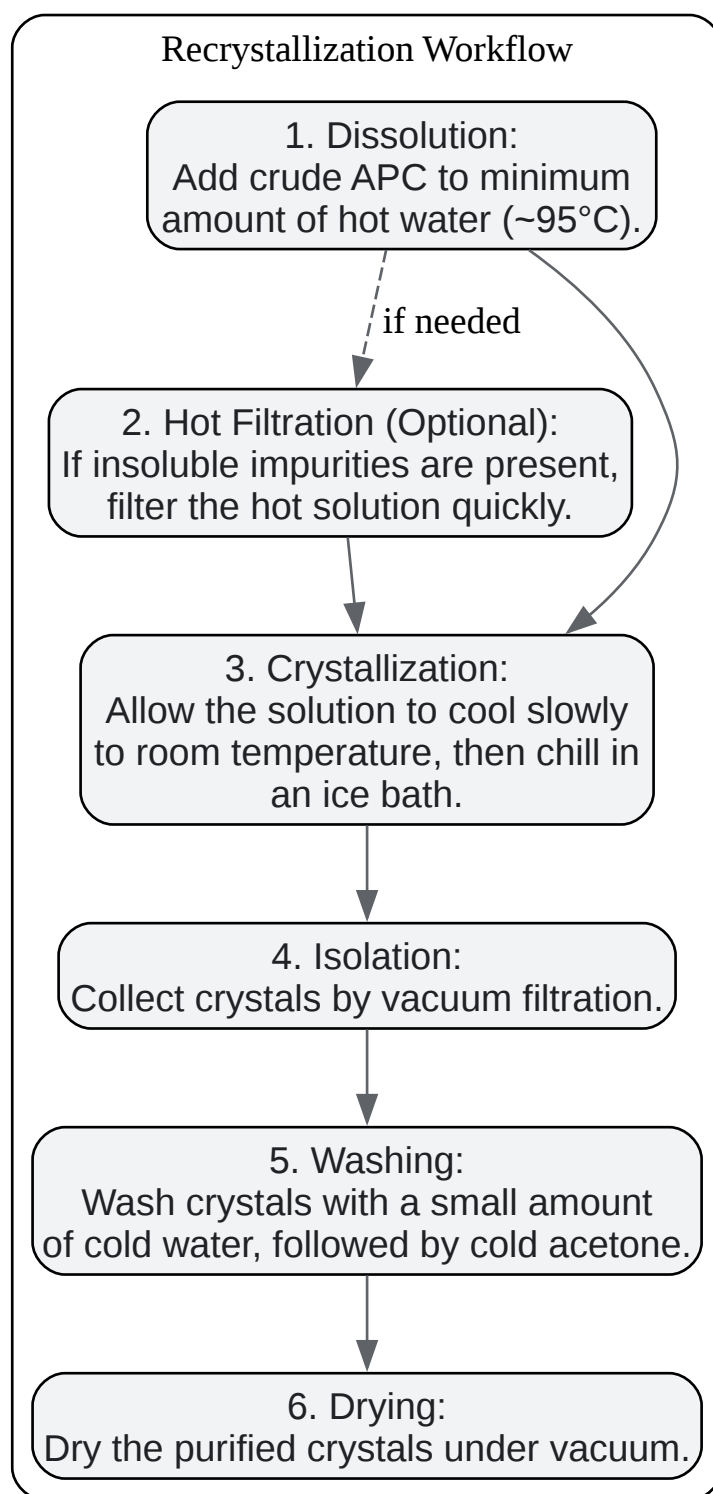 Recrystallization Workflow
1. Dissolution:
Add crude APC to minimum
amount of hot water (~95°C).
if needed
2. Hot Filtration (Optional):
If insoluble impurities are present,
filter the hot solution quickly.
3. Crystallization:
Allow the solution to cool slowly
to room temperature, then chill in
an ice bath.
4. Isolation:
Collect crystals by vacuum filtration.
5. Washing:
Wash crystals with a small amount
of cold water, followed by cold acetone.
6. Drying:
Dry the purified crystals under vacuum.